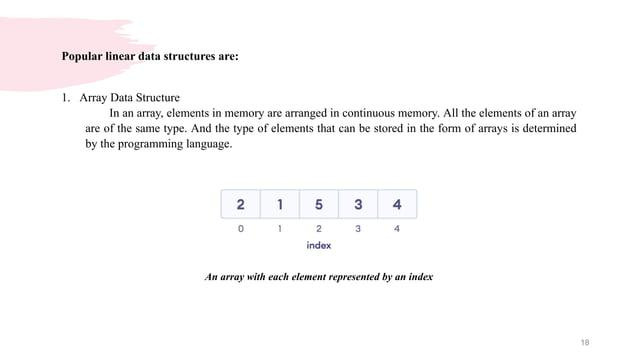 Popular linear data structures are:
1. Array Data Structure
In an array, elements in memory are arranged in continuous memory. All the elements of an array
are of the same type. And the type of elements that can be stored in the form of arrays is determined
by the programming language.
2 1 5 3 4
0 1 2 3 4
index
An array with each element represented by an index
18